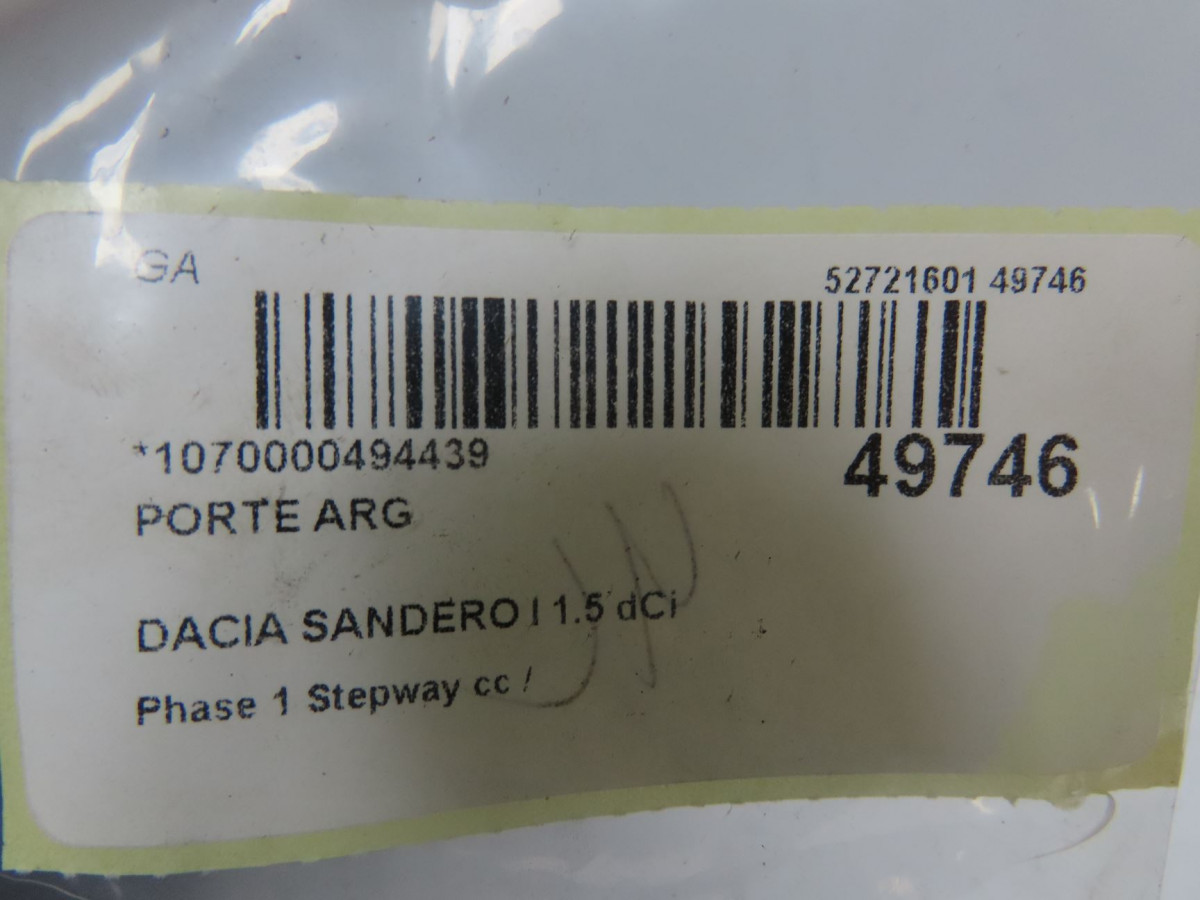 GA
52721601 49746
*1070000494439
49746
PORTE ARG
DACIA SANDERO I 1.5 dCi
Phase 1 Stepway cc /